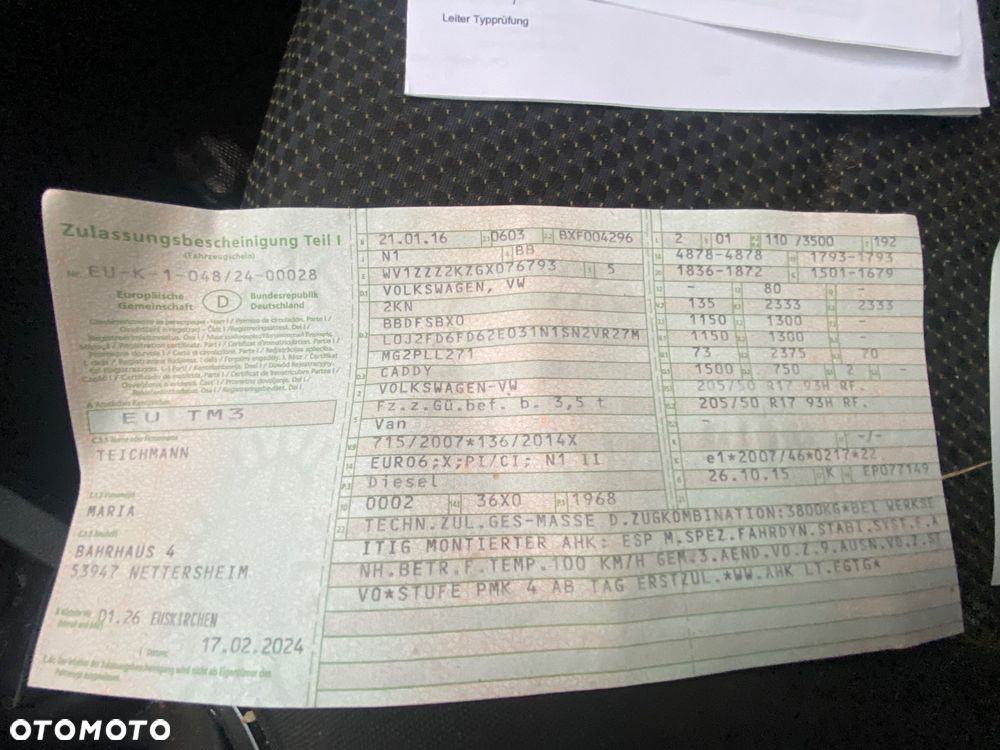 Leiter Typprüfung
Zulassungsbescheinigung Teil I
(Fahrzeugschein)
Nr. EU-K-1-048/24-00028
Europäische Gemeinschaft D Bundesrepublik Deutschland
EU TM3
TEICHMANN
MARIA
BAHRHAUS 4
53947 NETTERSHEIM
01.26 EUSKIRCHEN
17.02.2024
21.01.16 0603 BXF004296
N1 BB
WV1ZZZ2KZGX076793 5
VOLKSWAGEN, VW
2KN
BBDFSBX0
L0J2FD6FD62E031N1SN2VR27M
MG2PLL271
CADDY
VOLKSWAGEN-VW
Fz.z.Gü.bef. b. 3,5 t
Van
715/2007*136/2014X
EURO6;X;PI/CI; N1 II
Diesel
0002 36X0 1968
2 01 110 /3500 192
4878-4878 1793-1793
1836-1872 1501-1679
- 80 -
135 2333 2333
1150 1300 -
1150 1300 -
73 2375 70
1500 750 2 -
205/50 R17 93H RF.
205/50 R17 93H RF.
-
-/-
e1*2007/46*0217*22
26.10.15 K EP077149
TECHN.ZUL.GES-MASSE D.ZUGKOMBINATION:3800KG*BEI WERKSE
ITIG MONTIERTER AHK: ESP M.SPEZ.FAHRDYN.STABI.SYST.F.A
NH.BETR.F.TEMP.100 KM/H GEM.3.AEND.VO.Z.9.AUSN.VO.Z.ST
VO*STUFE PMK 4 AB TAG ERSTZUL.*WW.AHK LT.EGTG*
OTOMOTO